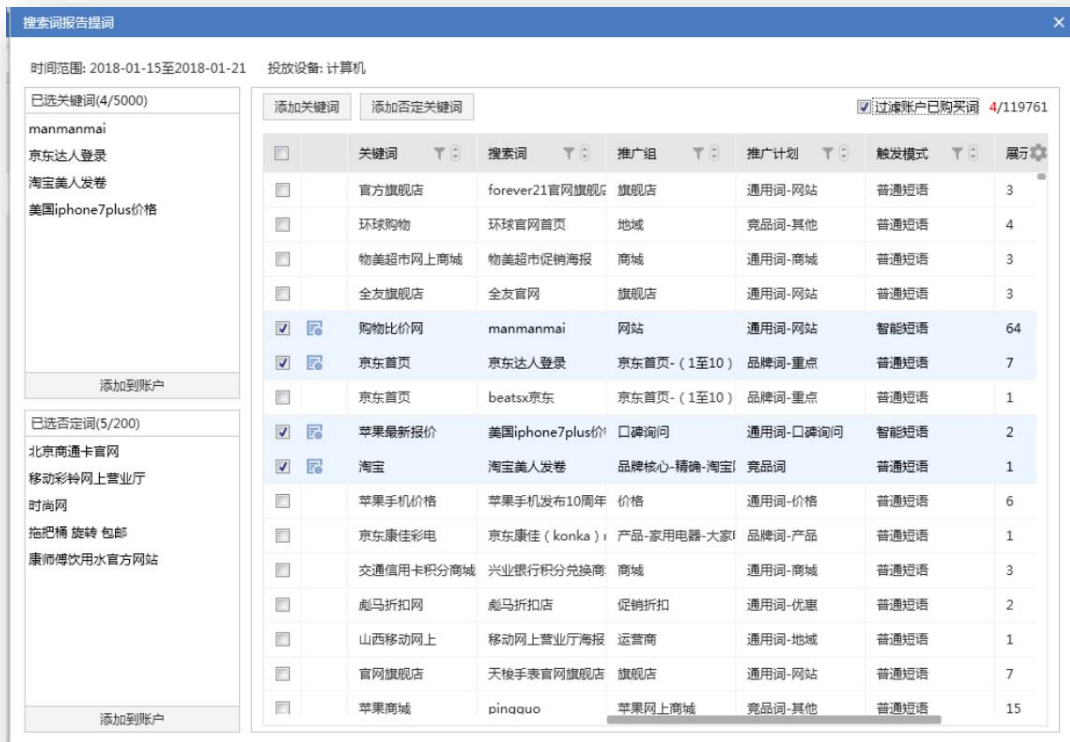 搜索词报告提词
时间范围: 2018-01-15至2018-01-21 投放设备: 计算机
已选关键词(4/5000)
manmanmai
京东达人登录
淘宝美人发卷
美国iphone7plus价格
添加到账户
已选否定词(5/200)
北京商通卡官网
移动彩铃网上营业厅
时尚网
拖把桶 旋转 包邮
康师傅饮用水官方网站
添加到账户
添加关键词 添加否定关键词 过滤账户已购买词 4/119761
关键词 搜索词 推广组 推广计划 触发模式 展示
官方旗舰店 forever21官网旗舰店 旗舰店 通用词-网站 普通短语 3
环球购物 环球官网首页 地域 竞品词-其他 普通短语 4
物美超市网上商城 物美超市促销海报 商城 通用词-商城 普通短语 3
全友旗舰店 全友官网 旗舰店 通用词-网站 普通短语 3
购物比价网 manmanmai 网站 通用词-网站 智能短语 64
京东首页 京东达人登录 京东首页-（1至10） 品牌词-重点 普通短语 7
京东首页 beatsx京东 京东首页-（1至10） 品牌词-重点 普通短语 1
苹果最新报价 美国iphone7plus价 口碑询问 通用词-口碑询问 智能短语 2
淘宝 淘宝美人发卷 品牌核心-精确-淘宝 竞品词 普通短语 1
苹果手机价格 苹果手机发布10周年 价格 通用词-价格 普通短语 6
京东康佳彩电 京东康佳（konka） 产品-家用电器-大家 品牌词-产品 普通短语 1
交通信用卡积分商城 兴业银行积分兑换商 商城 通用词-商城 普通短语 3
彪马折扣网 彪马折扣店 促销折扣 通用词-优惠 普通短语 2
山西移动网上 移动网上营业厅海报 运营商 通用词-地域 普通短语 1
官网旗舰店 天梭手表官网旗舰店 旗舰店 通用词-网站 普通短语 7
苹果商城 pingguo 苹果网上商城 竞品词-其他 普通短语 15